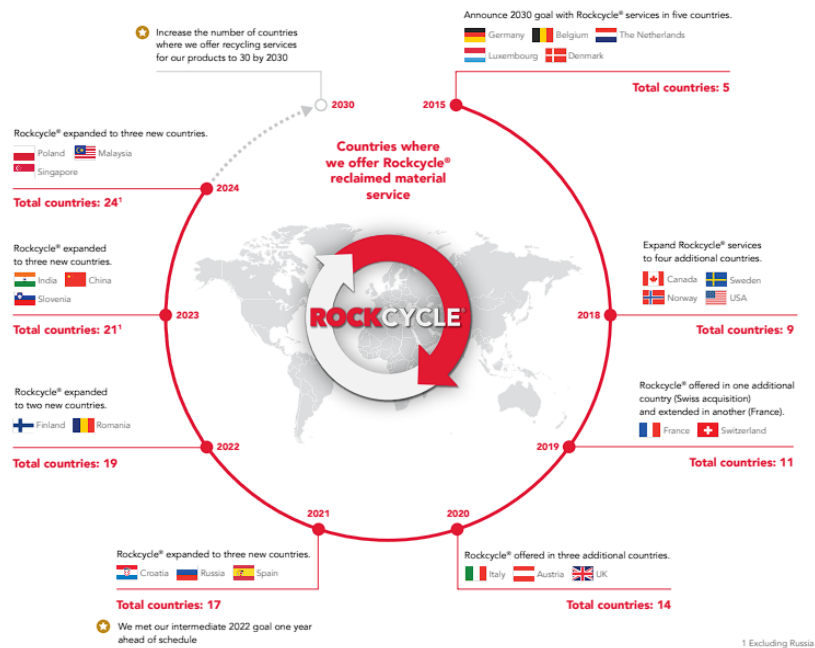 Announce 2030 goal with Rockcycle® services in five countries.
Germany Belgium The Netherlands
Luxembourg Denmark
Total countries: 5
2015
Expand Rockcycle® services
to four additional countries.
Canada Sweden
Norway USA
Total countries: 9
2018
Rockcycle® offered in one additional
country (Swiss acquisition)
and extended in another (France).
France Switzerland
Total countries: 11
2019
2020
Rockcycle® offered in three additional countries.
Italy Austria UK
Total countries: 14
2021
Rockcycle® expanded to three new countries.
Croatia Russia Spain
Total countries: 17
We met our intermediate 2022 goal one year
ahead of schedule
Rockcycle® expanded
to two new countries.
Finland Romania
Total countries: 19
2022
Rockcycle® expanded
to three new countries.
India China
Slovenia
Total countries: 21¹
2023
Rockcycle® expanded to three new countries.
Poland Malaysia
Singapore
Total countries: 24¹
2024
Increase the number of countries
where we offer recycling services
for our products to 30 by 2030
2030
Countries where
we offer Rockcycle®
reclaimed material
service
ROCKCYCLE®
1 Excluding Russia